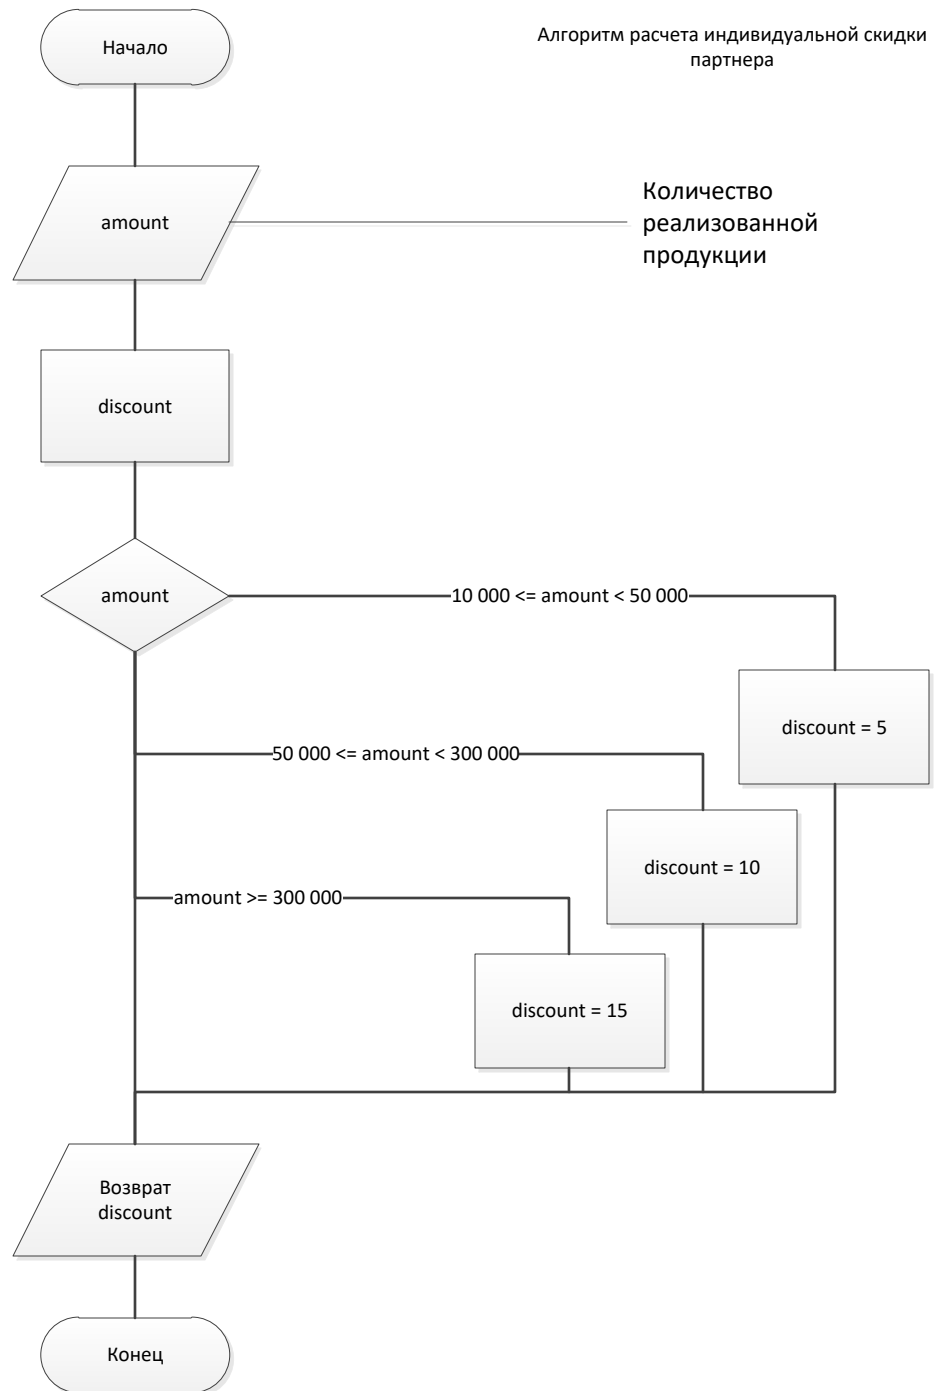 Начало
Алгоритм расчета индивидуальной скидки
партнера
amount
Количество
реализованной
продукции
discount
amount
10 000 <= amount < 50 000
discount = 5
50 000 <= amount < 300 000
discount = 10
amount >= 300 000
discount = 15
Возврат
discount
Конец